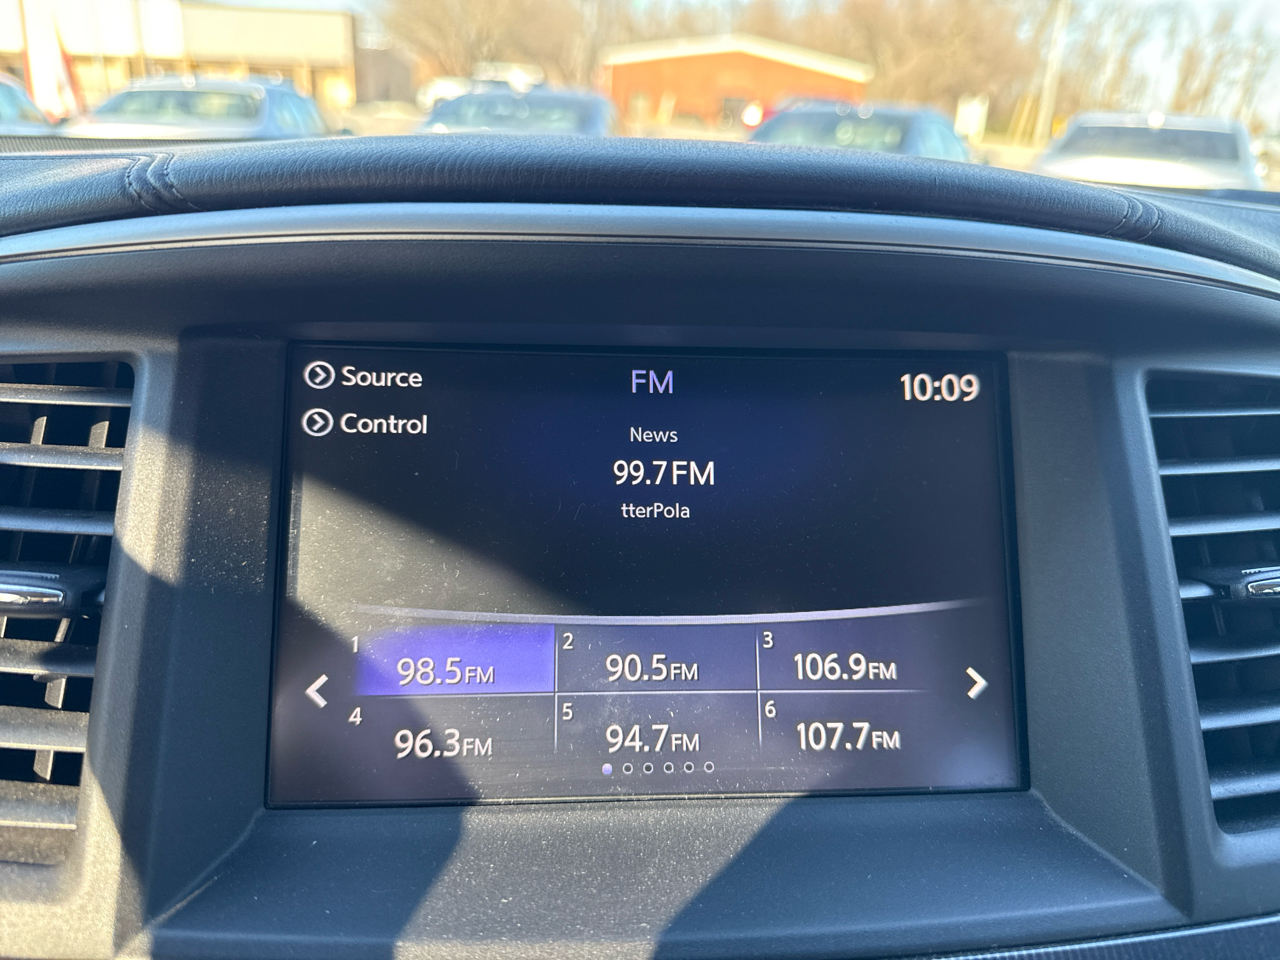 Source
FM
10:09
Control
News
99.7FM
tterPola
1 98.5FM
2 90.5FM
3 106.9FM
4 96.3FM
5 94.7FM
6 107.7FM